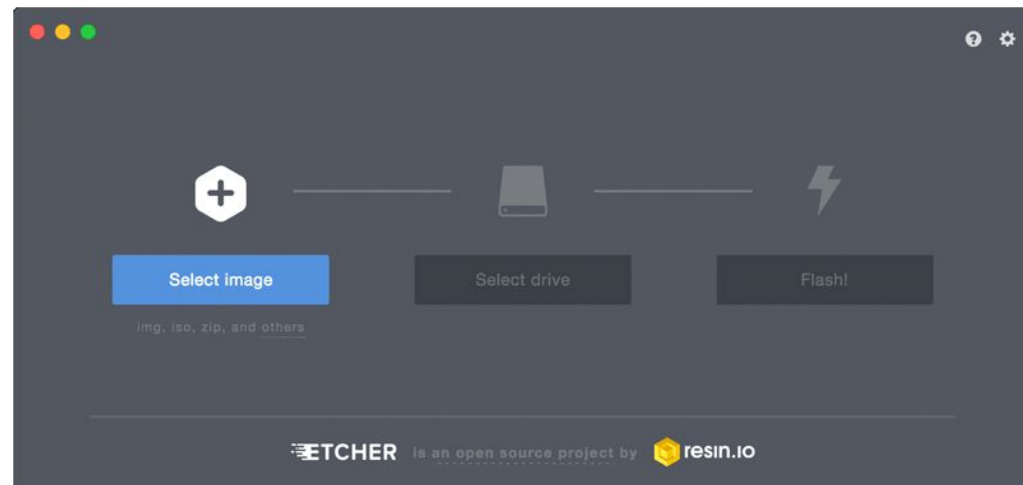 Select image
Select drive
Flash!
img, iso, zip, and others
ETCHER is an open source project by resin.io